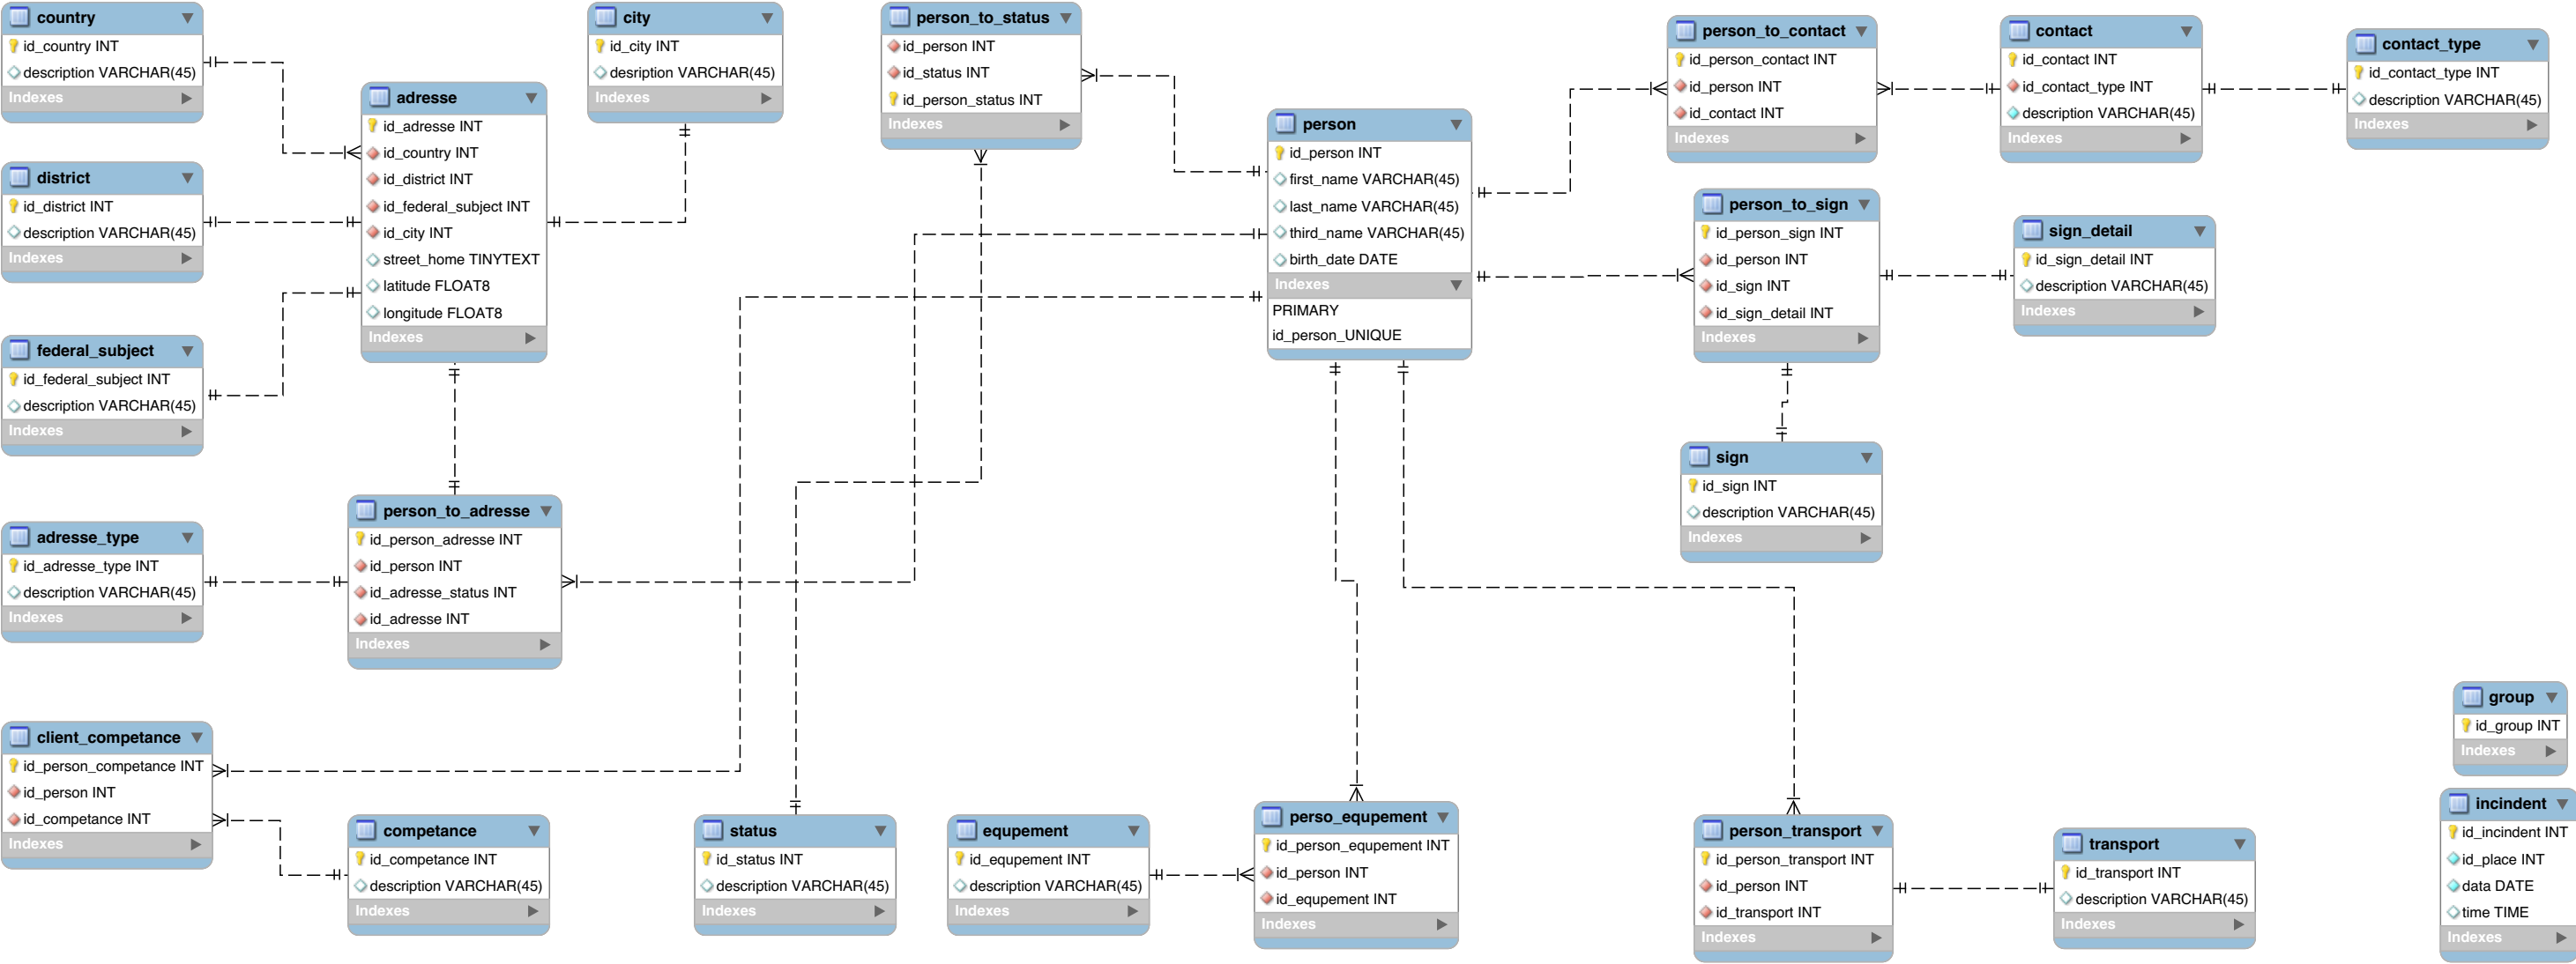 country
id_country INT
description VARCHAR(45)
Indexes
city
id_city INT
desription VARCHAR(45)
Indexes
person_to_status
id_person INT
id_status INT
id_person_status INT
Indexes
person_to_contact
id_person_contact INT
id_person INT
id_contact INT
Indexes
contact
id_contact INT
id_contact_type INT
description VARCHAR(45)
Indexes
contact_type
id_contact_type INT
description VARCHAR(45)
Indexes
adresse
id_adresse INT
id_country INT
id_district INT
id_federal_subject INT
id_city INT
street_home TINYTEXT
latitude FLOAT8
longitude FLOAT8
Indexes
person
id_person INT
first_name VARCHAR(45)
last_name VARCHAR(45)
third_name VARCHAR(45)
birth_date DATE
Indexes
PRIMARY
id_person_UNIQUE
district
id_district INT
description VARCHAR(45)
Indexes
person_to_sign
id_person_sign INT
id_person INT
id_sign INT
id_sign_detail INT
Indexes
sign_detail
id_sign_detail INT
description VARCHAR(45)
Indexes
federal_subject
id_federal_subject INT
description VARCHAR(45)
Indexes
sign
id_sign INT
description VARCHAR(45)
Indexes
adresse_type
id_adresse_type INT
description VARCHAR(45)
Indexes
person_to_adresse
id_person_adresse INT
id_person INT
id_adresse_status INT
id_adresse INT
Indexes
group
id_group INT
Indexes
client_competance
id_person_competance INT
id_person INT
id_competance INT
Indexes
competance
id_competance INT
description VARCHAR(45)
Indexes
status
id_status INT
description VARCHAR(45)
Indexes
equpement
id_equpement INT
description VARCHAR(45)
Indexes
perso_equpement
id_person_equpement INT
id_person INT
id_equpement INT
Indexes
person_transport
id_person_transport INT
id_person INT
id_transport INT
Indexes
transport
id_transport INT
description VARCHAR(45)
Indexes
incindent
id_incindent INT
id_place INT
data DATE
time TIME
Indexes